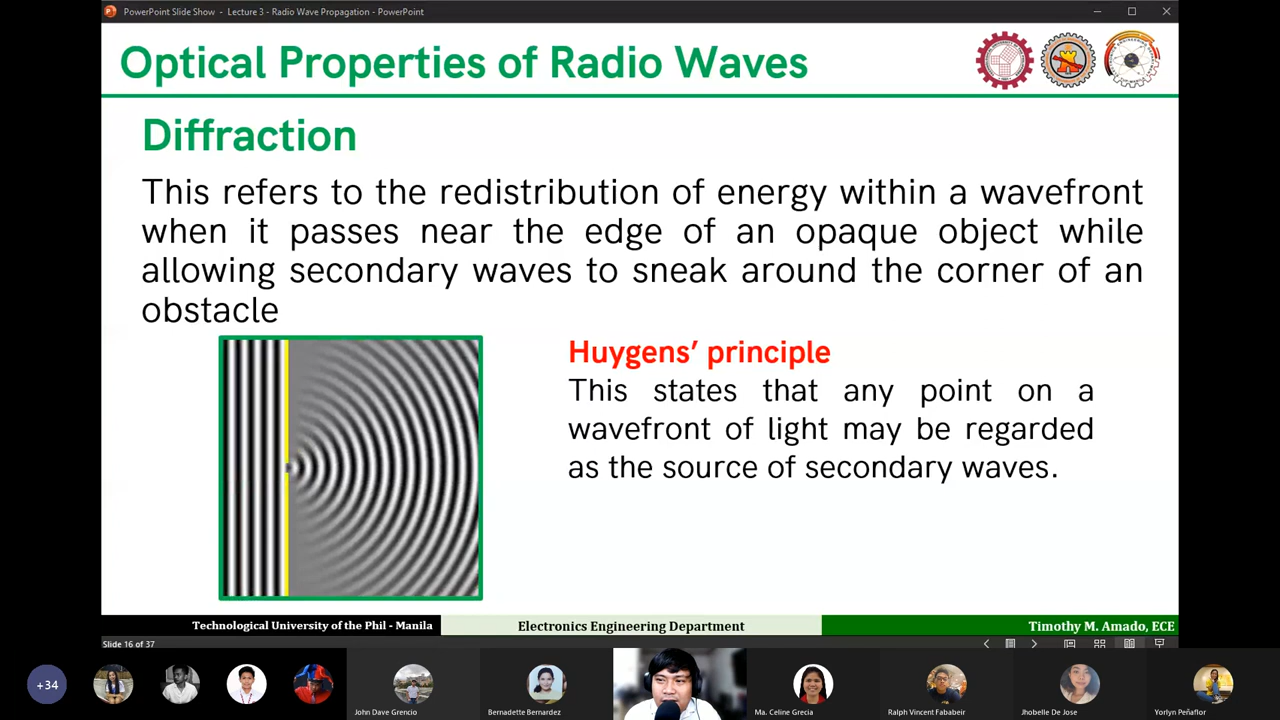 PowerPoint Slide Show - Lecture 3 - Radio Wave Propagation - PowerPoint
Optical Properties of Radio Waves
Diffraction
This refers to the redistribution of energy within a wavefront
when it passes near the edge of an opaque object while
allowing secondary waves to sneak around the corner of an
obstacle
Huygens’ principle
This states that any point on a
wavefront of light may be regarded
as the source of secondary waves.
Technological University of the Phil - Manila
Electronics Engineering Department
Timothy M. Amado, ECE
Slide 16 of 37
+34
John Dave Grencio
Bernadette Bernardez
Ma. Celine Grecia
Ralph Vincent Fababeir
Jhobelle De Jose
Yorlyn Peñaflor